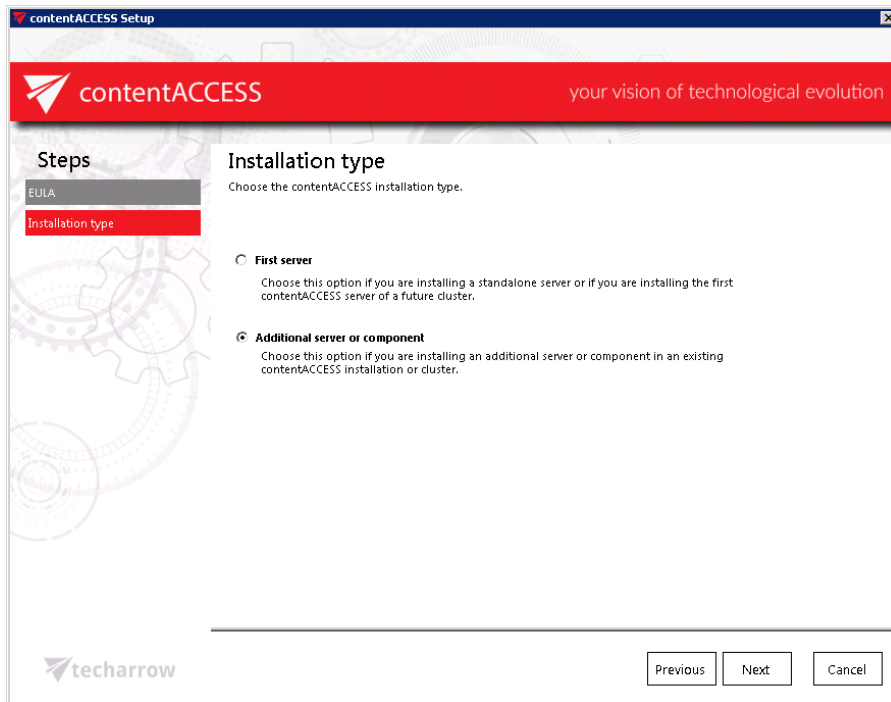 contentACCESS Setup
contentACCESS
your vision of technological evolution
Steps
EULA
Installation type
Installation type
Choose the contentACCESS installation type.
First server
Choose this option if you are installing a standalone server or if you are installing the first
contentACCESS server of a future cluster.
Additional server or component
Choose this option if you are installing an additional server or component in an existing
contentACCESS installation or cluster.
techarrow
Previous
Next
Cancel